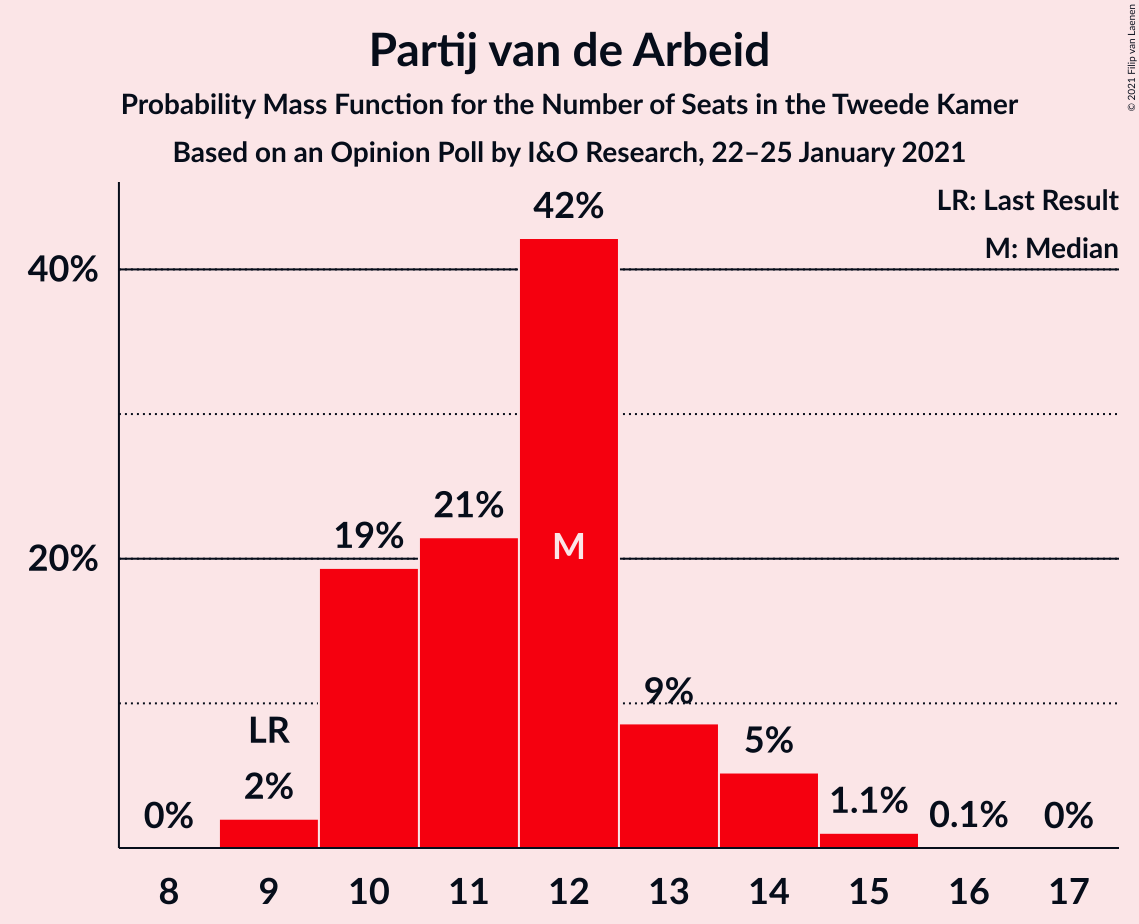 Partij van de Arbeid
Probability Mass Function for the Number of Seats in the Tweede Kamer
Based on an Opinion Poll by I&O Research, 22–25 January 2021
© 2021 Filip van Laenen
LR: Last Result
M: Median
42%
40%
21%
19%
M
20%
9%
LR
5%
2%
1.1%
0%
0.1%
0%
8 9 10 11 12 13 14 15 16 17